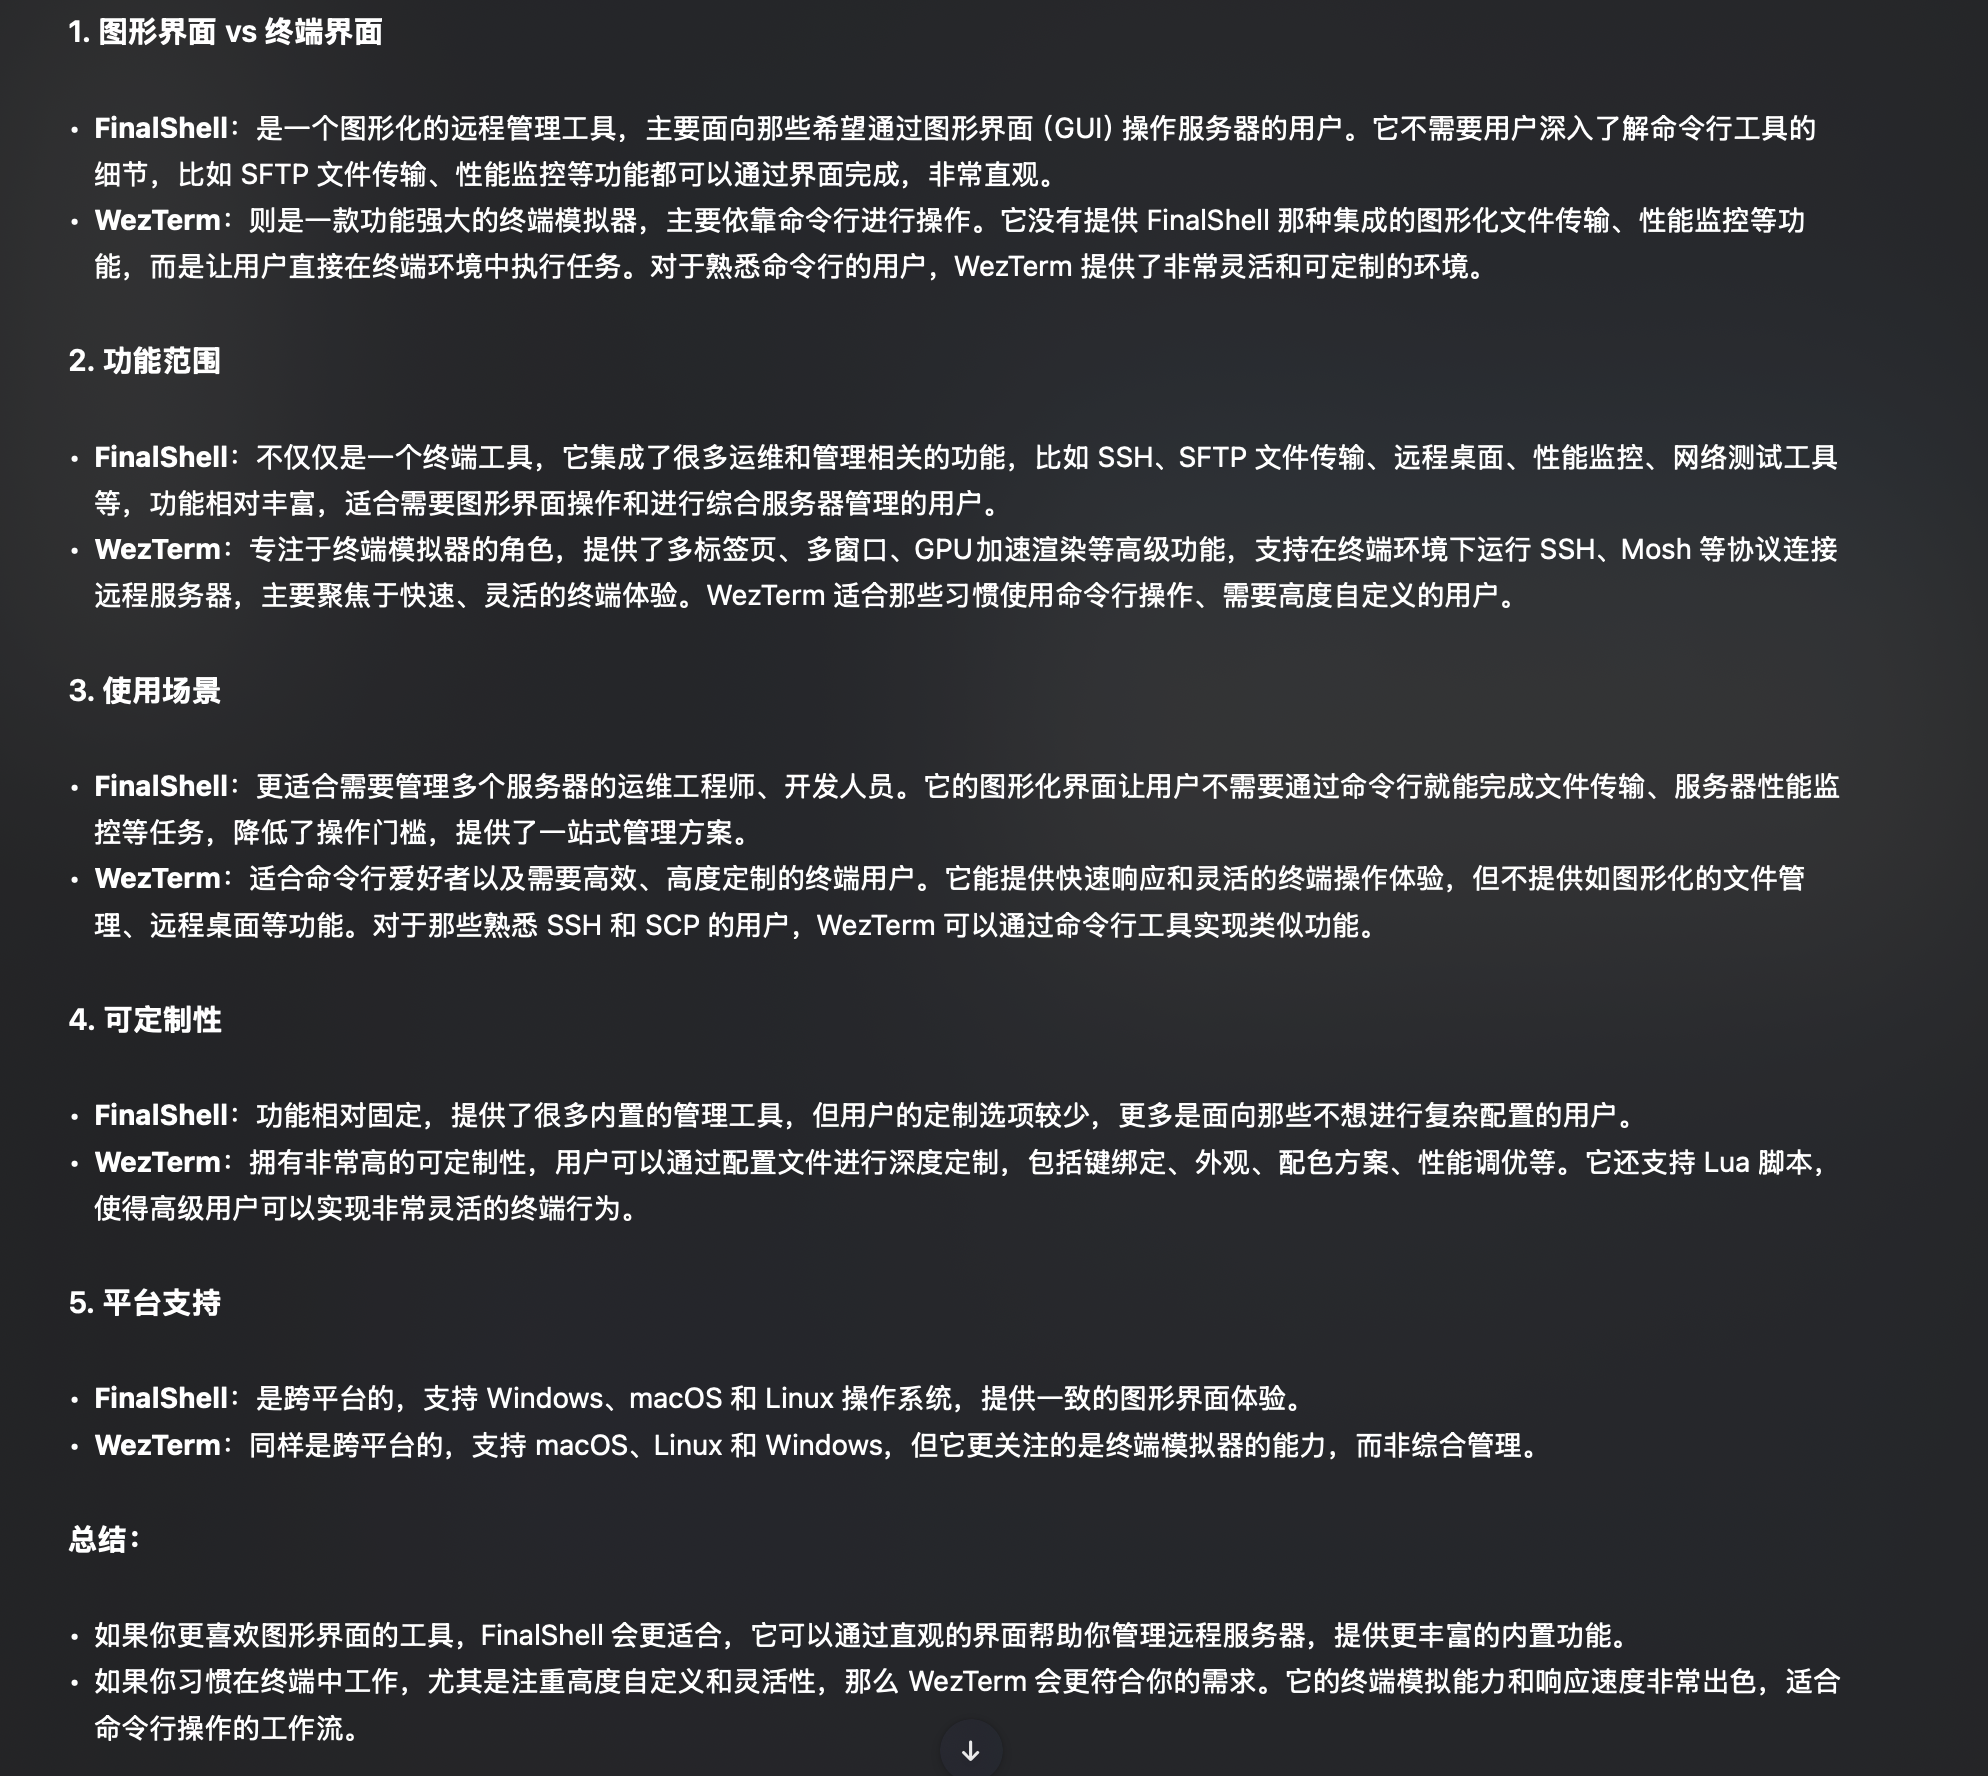 1. 图形界面 vs 终端界面
• FinalShell：是一个图形化的远程管理工具，主要面向那些希望通过图形界面 (GUI) 操作服务器的用户。它不需要用户深入了解命令行工具的
细节，比如 SFTP 文件传输、性能监控等功能都可以通过界面完成，非常直观。
• WezTerm：则是一款功能强大的终端模拟器，主要依靠命令行进行操作。它没有提供 FinalShell 那种集成的图形化文件传输、性能监控等功
能，而是让用户直接在终端环境中执行任务。对于熟悉命令行的用户，WezTerm 提供了非常灵活和可定制的环境。
2. 功能范围
• FinalShell：不仅仅是一个终端工具，它集成了很多运维和管理相关的功能，比如 SSH、SFTP 文件传输、远程桌面、性能监控、网络测试工具
等，功能相对丰富，适合需要图形界面操作和进行综合服务器管理的用户。
• WezTerm：专注于终端模拟器的角色，提供了多标签页、多窗口、GPU加速渲染等高级功能，支持在终端环境下运行 SSH、Mosh 等协议连接
远程服务器，主要聚焦于快速、灵活的终端体验。WezTerm 适合那些习惯使用命令行操作、需要高度自定义的用户。
3. 使用场景
• FinalShell：更适合需要管理多个服务器的运维工程师、开发人员。它的图形化界面让用户不需要通过命令行就能完成文件传输、服务器性能监
控等任务，降低了操作门槛，提供了一站式管理方案。
• WezTerm：适合命令行爱好者以及需要高效、高度定制的终端用户。它能提供快速响应和灵活的终端操作体验，但不提供如图形化的文件管
理、远程桌面等功能。对于那些熟悉 SSH 和 SCP 的用户，WezTerm 可以通过命令行工具实现类似功能。
4. 可定制性
• FinalShell：功能相对固定，提供了很多内置的管理工具，但用户的定制选项较少，更多是面向那些不想进行复杂配置的用户。
• WezTerm：拥有非常高的可定制性，用户可以通过配置文件进行深度定制，包括键绑定、外观、配色方案、性能调优等。它还支持 Lua 脚本，
使得高级用户可以实现非常灵活的终端行为。
5. 平台支持
• FinalShell：是跨平台的，支持 Windows、macOS 和 Linux 操作系统，提供一致的图形界面体验。
• WezTerm：同样是跨平台的，支持 macOS、Linux 和 Windows，但它更关注的是终端模拟器的能力，而非综合管理。
总结：
• 如果你更喜欢图形界面的工具，FinalShell 会更适合，它可以通过直观的界面帮助你管理远程服务器，提供更丰富的内置功能。
• 如果你习惯在终端中工作，尤其是注重高度自定义和灵活性，那么 WezTerm 会更符合你的需求。它的终端模拟能力和响应速度非常出色，适合
命令行操作的工作流。